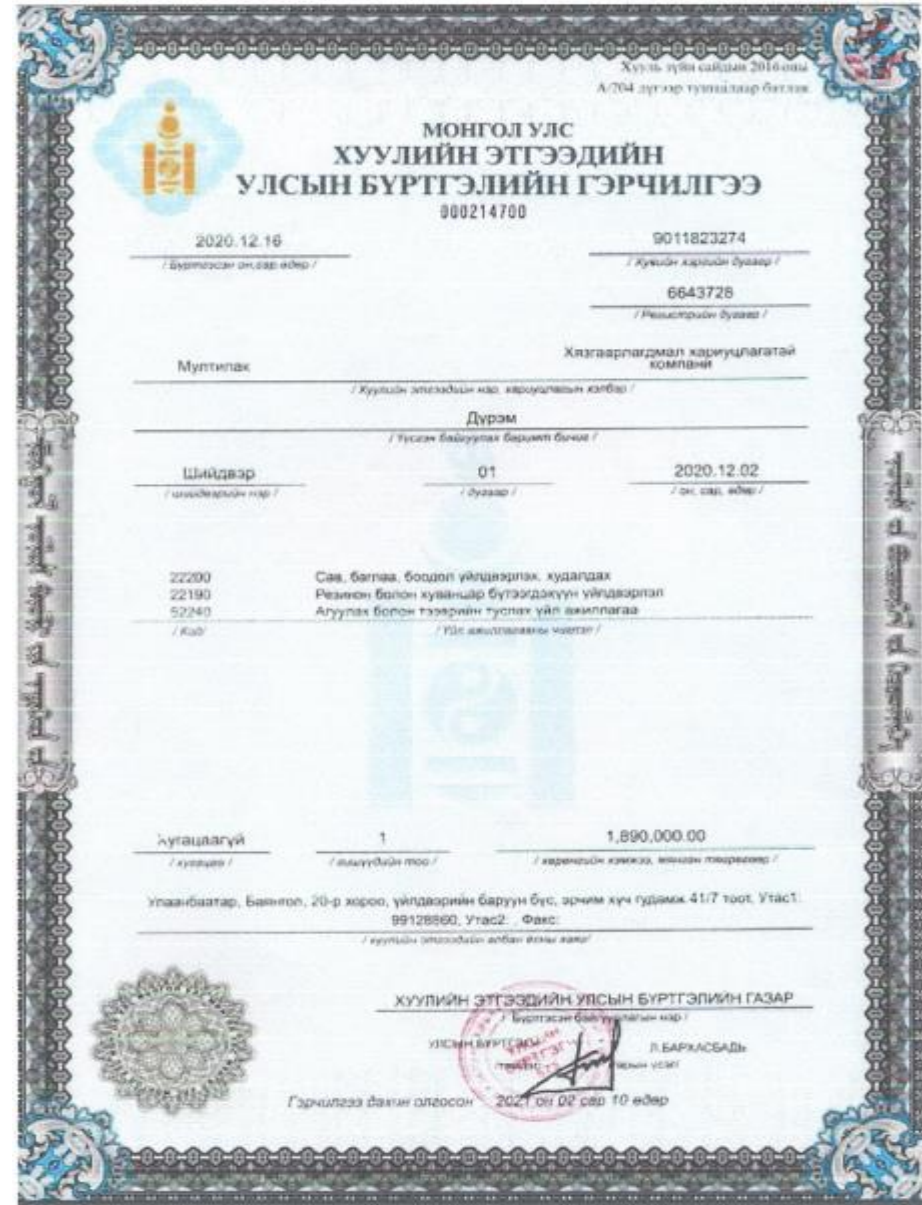 Хууль зүйн сайдын 2016 оны
А/204 дүгээр тушаалаар батлав
МОНГОЛ УЛС
ХУУЛИЙН ЭТГЭЭДИЙН
УЛСЫН БҮРТГЭЛИЙН ГЭРЧИЛГЭЭ
000214700
2020.12.16
9011823274
/ Бүртгэсэн он,сар,өдөр /
/ Хувийн хэргийн дугаар /
6643728
/ Регистрийн дугаар /
Мултипак
Хязгаарлагдмал хариуцлагатай
компани
/ Хуулийн этгээдийн нэр, хариуцлагын хэлбэр /
Дүрэм
/ Үүсгэн байгуулах баримт бичиг /
Шийдвэр 01 2020.12.02
/ шийдвэрийн нэр / / дугаар / / он, сар, өдөр /
22200 Сав, баглаа, боодол үйлдвэрлэх, худалдах
22190 Резинэн болон хуванцар бүтээгдэхүүн үйлдвэрлэл
52240 Агуулах болон тээврийн туслах үйл ажиллагаа
/ Код/ / Үйл ажиллагааны чиглэл /
Хугацаагүй 1 1,890,000.00
/ хугацаа / / гишүүдийн тоо / / хөрөнгийн хэмжээ, мянган төгрөгөөр /
Улаанбаатар, Баянгол, 20-р хороо, үйлдвэрийн баруун бүс, эрчим хүч гудамж 41/7 тоот, Утас1:
99128860, Утас2: , Факс:
/ хуулийн этгээдийн албан ёсны хаяг/
ХУУЛИЙН ЭТГЭЭДИЙН УЛСЫН БҮРТГЭЛИЙН ГАЗАР
/ Бүртгэсэн байгууллагын нэр /
УЛСЫН БҮРТГЭГЧ Л.БАРХАСБАДЬ
Гэрчилгээ дахин олгосон 2021 он 02 сар 10 өдөр